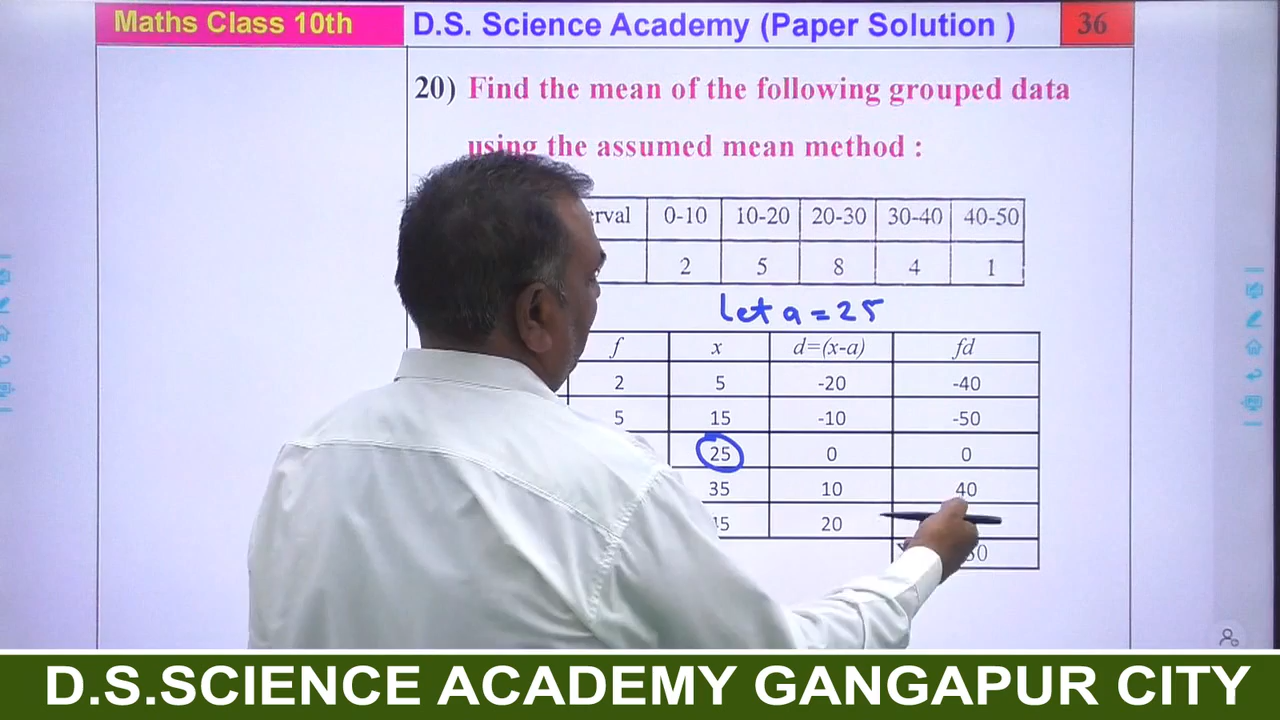 Maths Class 10th D.S. Science Academy (Paper Solution ) 36
20) Find the mean of the following grouped data
using the assumed mean method :
0-10 10-20 20-30 30-40 40-50
2 5 8 4 1
Let a = 25
f x d=(x-a) fd
2 5 -20 -40
5 15 -10 -50
25 0 0
35 10 40
20
D.S.SCIENCE ACADEMY GANGAPUR CITY